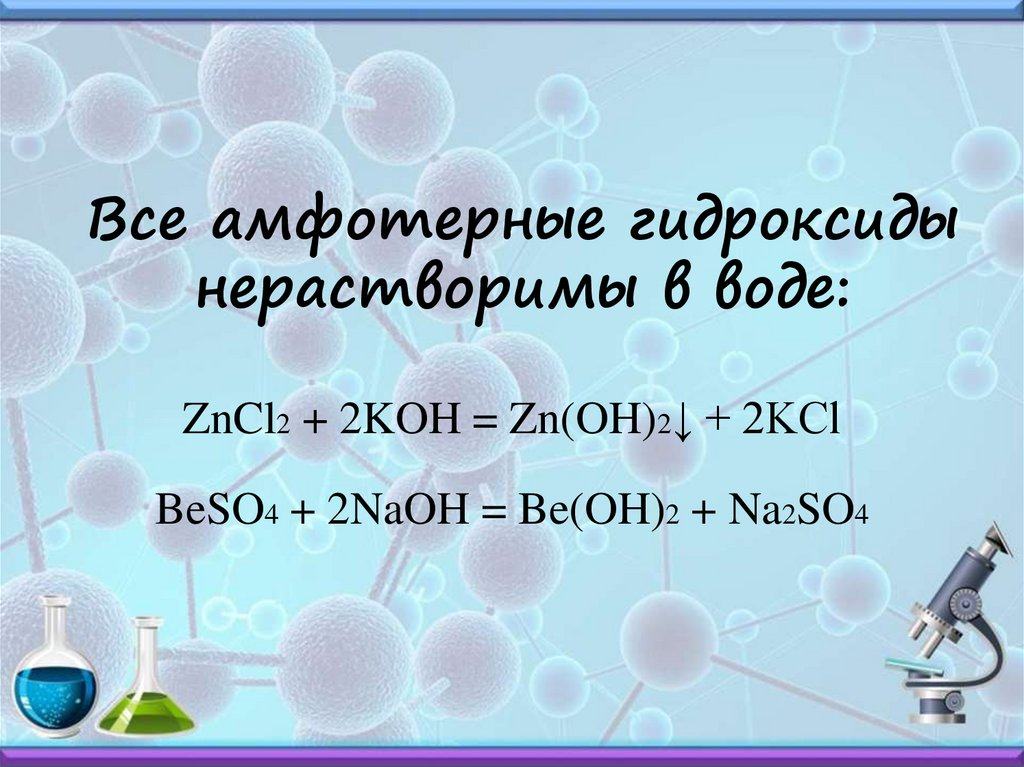 Все амфотерные гидроксиды
нерастворимы в воде:
ZnCl₂ + 2KOH = Zn(OH)₂↓ + 2KCl
BeSO₄ + 2NaOH = Be(OH)₂ + Na₂SO₄